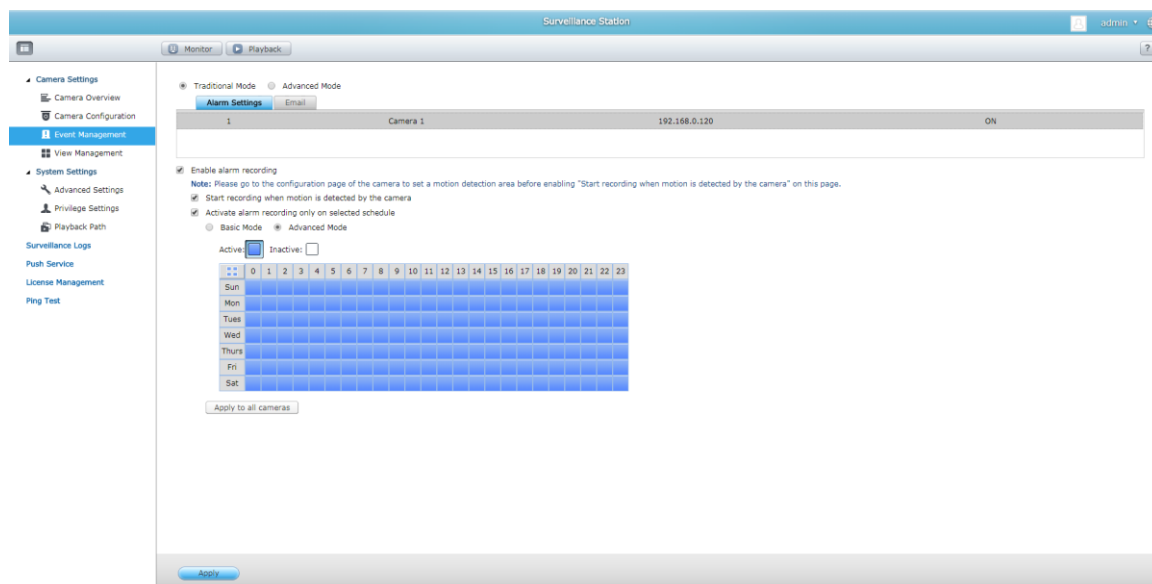 Surveillance Station
admin
Monitor Playback ?
Camera Settings
Camera Overview
Camera Configuration
Event Management
View Management
System Settings
Advanced Settings
Privilege Settings
Playback Path
Surveillance Logs
Push Service
License Management
Ping Test
Traditional Mode Advanced Mode
Alarm Settings Email
1 Camera 1 192.168.0.120 ON
Enable alarm recording
Note: Please go to the configuration page of the camera to set a motion detection area before enabling "Start recording when motion is detected by the camera" on this page.
Start recording when motion is detected by the camera
Activate alarm recording only on selected schedule
Basic Mode Advanced Mode
Active: Inactive:
0 1 2 3 4 5 6 7 8 9 10 11 12 13 14 15 16 17 18 19 20 21 22 23
Sun
Mon
Tues
Wed
Thurs
Fri
Sat
Apply to all cameras
Apply